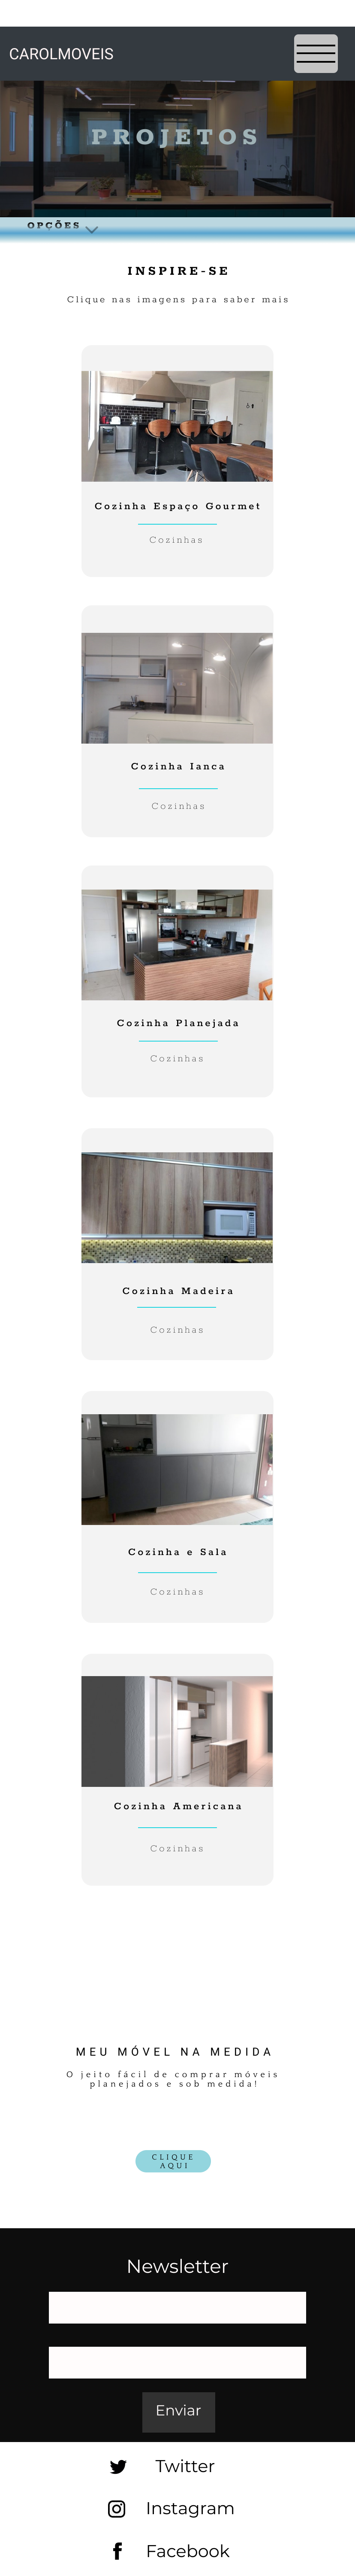 CAROLMOVEIS
PROJETOS
OPÇÕES
INSPIRE-SE
Clique nas imagens para saber mais
Cozinha Espaço Gourmet
Cozinhas
Cozinha Ianca
Cozinhas
Cozinha Planejada
Cozinhas
Cozinha Madeira
Cozinhas
Cozinha e Sala
Cozinhas
Cozinha Americana
Cozinhas
MEU MÓVEL NA MEDIDA
O jeito fácil de comprar móveis
planejados e sob medida!
CLIQUE
AQUI
Newsletter
Enviar
Twitter
Instagram
Facebook